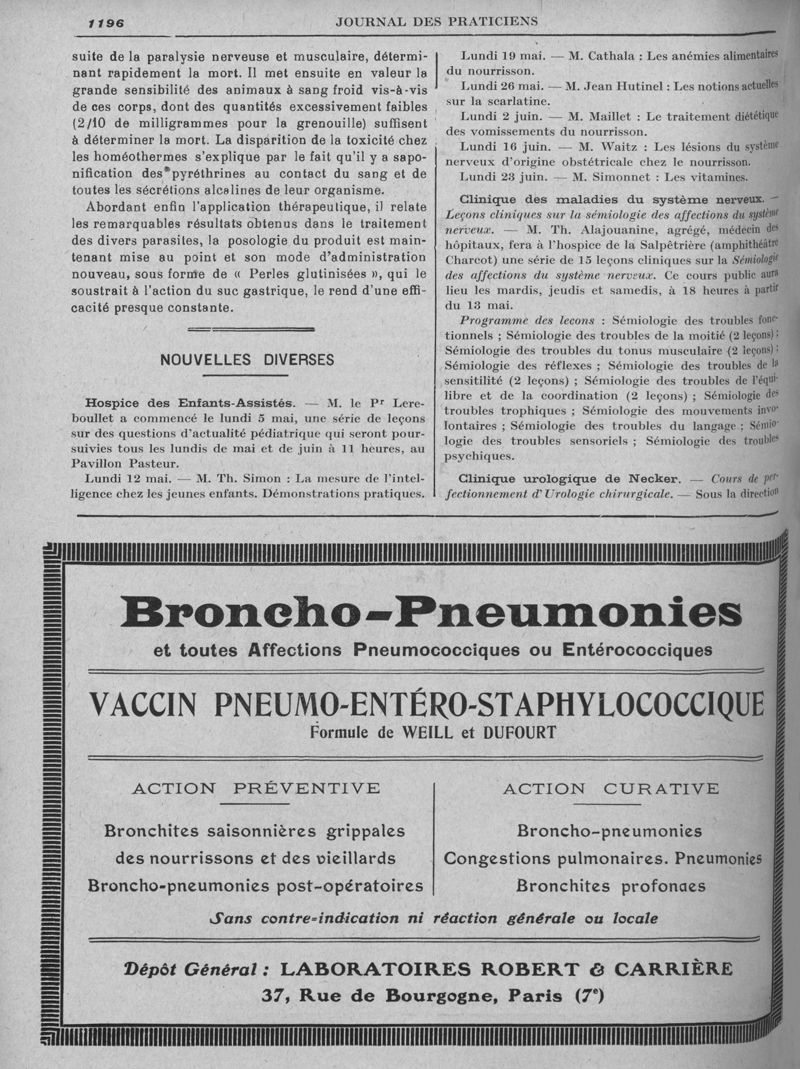 1196
JOURNAL DES PRATICIENS
suite de la paralysie nerveuse et musculaire, détermi-
nant rapidement la mort. Il met ensuite en valeur la
grande sensibilité des animaux à sang froid vis-à-vis
de ces corps, dont des quantités excessivement faibles
(2/10 de milligrammes pour la grenouille) suffisent
à déterminer la mort. La disparition de la toxicité chez
les homéothermes s'explique par le fait qu'il y a sapo-
nification des pyréthrines au contact du sang et de
toutes les sécrétions alcalines de leur organisme.
Abordant enfin l'application thérapeutique, il relate
les remarquables résultats obtenus dans le traitement
des divers parasites, la posologie du produit est main-
tenant mise au point et son mode d'administration
nouveau, sous forme de « Perles glutinisées », qui le
soustrait à l'action du suc gastrique, le rend d'une effi-
cacité presque constante.
NOUVELLES DIVERSES
Hospice des Enfants-Assistés. — M. le Pr Lere-
boullet a commencé le lundi 5 mai, une série de leçons
sur des questions d'actualité pédiatrique qui seront pour-
suivies tous les lundis de mai et de juin à 11 heures, au
Pavillon Pasteur.
Lundi 12 mai. — M. Th. Simon : La mesure de l'intel-
ligence chez les jeunes enfants. Démonstrations pratiques.
Lundi 19 mai. — M. Cathala : Les anémies alimentaires
du nourrisson.
Lundi 26 mai. — M. Jean Hutinel : Les notions actuelles
sur la scarlatine.
Lundi 2 juin. — M. Maillet : Le traitement diététique
des vomissements du nourrisson.
Lundi 16 juin. — M. Waitz : Les lésions du système
nerveux d'origine obstétricale chez le nourrisson.
Lundi 23 juin. — M. Simonnet : Les vitamines.
Clinique des maladies du système nerveux. —
Leçons cliniques sur la sémiologie des affections du système
nerveux. — M. Th. Alajouanine, agrégé, médecin des
hôpitaux, fera à l'hospice de la Salpêtrière (amphithéâtre
Charcot) une série de 15 leçons cliniques sur la Sémiologie
des affections du système nerveux. Ce cours public aura
lieu les mardis, jeudis et samedis, à 18 heures à partir
du 13 mai.
Programme des lecons : Sémiologie des troubles fonc-
tionnels ; Sémiologie des troubles de la moitié (2 leçons) ;
Sémiologie des troubles du tonus musculaire (2 leçons) ;
Sémiologie des réflexes ; Sémiologie des troubles de la
sensitilité (2 leçons) ; Sémiologie des troubles de l'équi-
libre et de la coordination (2 leçons) ; Sémiologie des
troubles trophiques ; Sémiologie des mouvements invo-
lontaires ; Sémiologie des troubles du langage ; Sémio-
logie des troubles sensoriels ; Sémiologie des troubles
psychiques.
Clinique urologique de Necker. — Cours de per-
fectionnement d'Urologie chirurgicale. — Sous la direction
Broncho-Pneumonies
et toutes Affections Pneumococciques ou Entérococciques
VACCIN PNEUMO-ENTÉRO-STAPHYLOCOCCIQUE
Formule de WEILL et DUFOURT
ACTION PRÉVENTIVE
Bronchites saisonnières grippales
des nourrissons et des vieillards
Broncho-pneumonies post-opératoires
ACTION CURATIVE
Broncho-pneumonies
Congestions pulmonaires. Pneumonies
Bronchites profondes
Sans contre-indication ni réaction générale ou locale
Dépôt Général : LABORATOIRES ROBERT & CARRIÈRE
37, Rue de Bourgogne, Paris (7e)